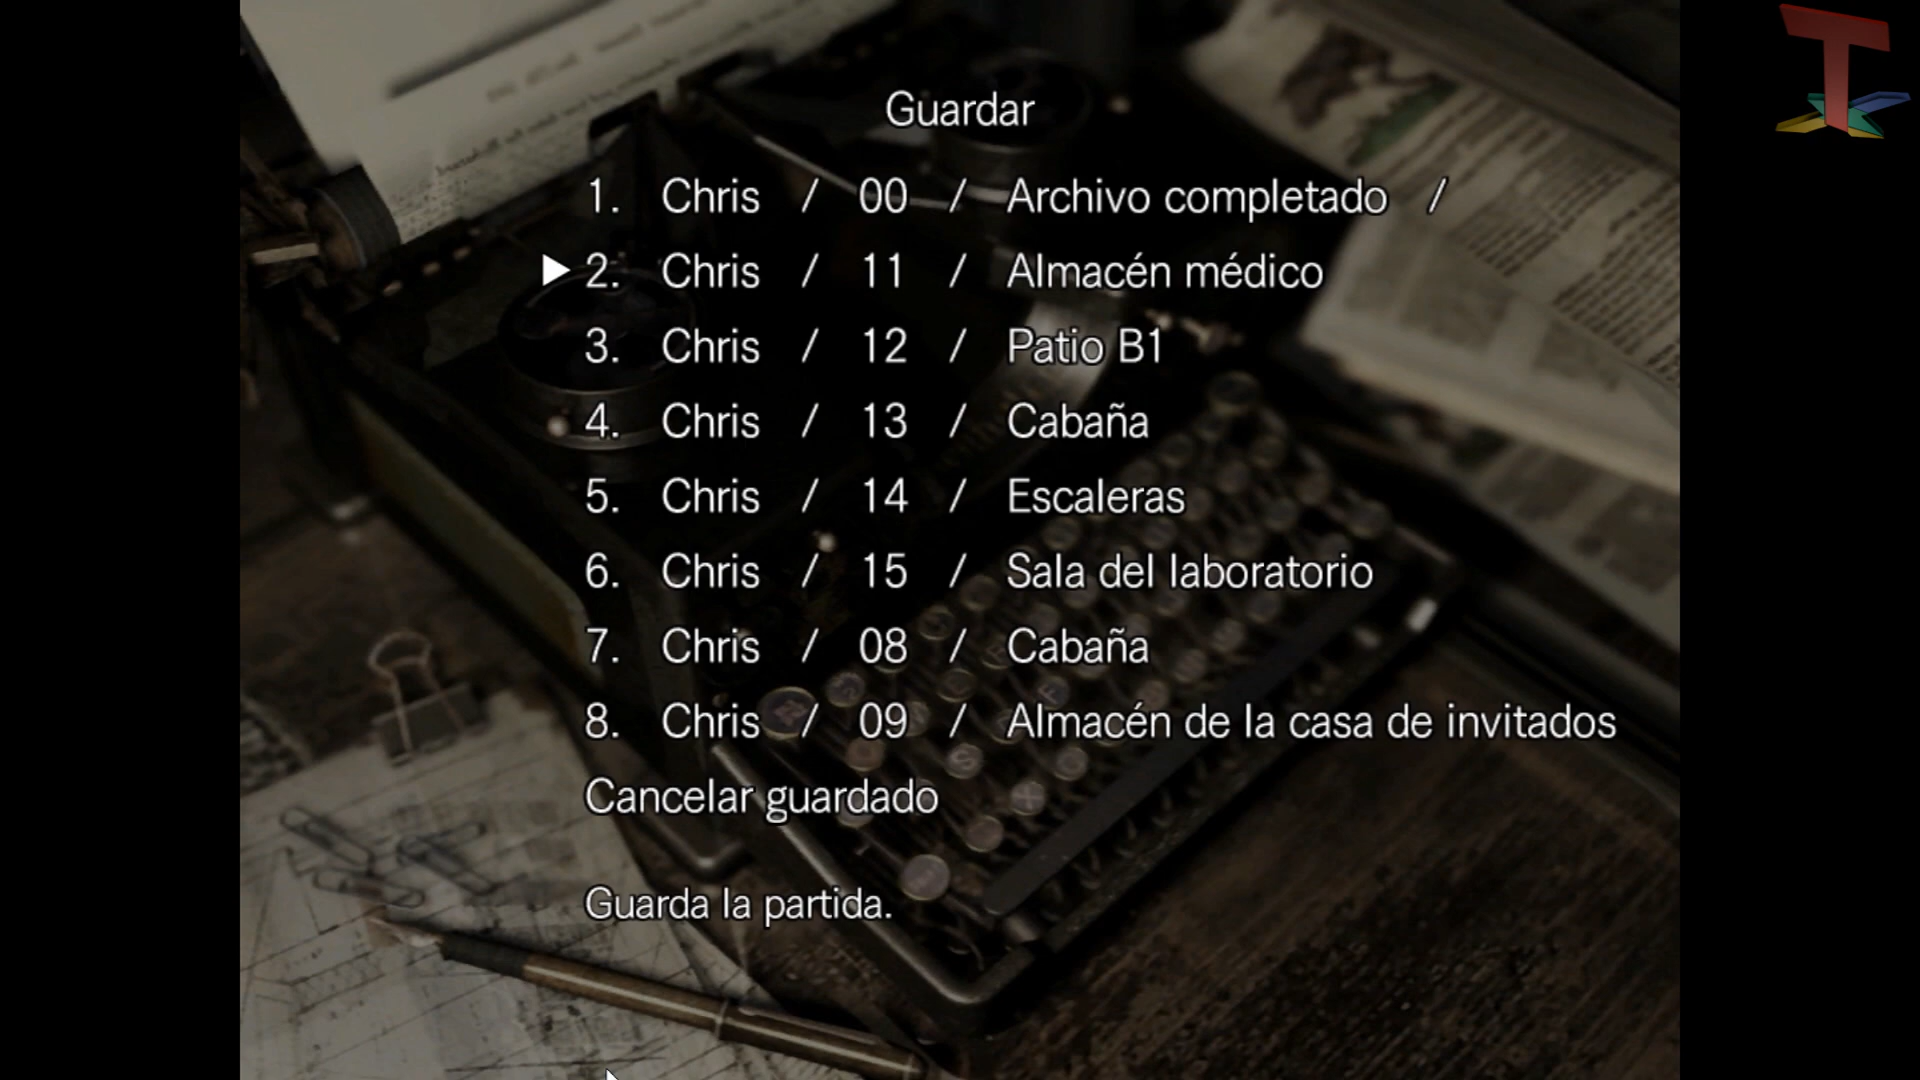 Guardar
1. Chris / 00 / Archivo completado /
2. Chris / 11 / Almacén médico
3. Chris / 12 / Patio B1
4. Chris / 13 / Cabaña
5. Chris / 14 / Escaleras
6. Chris / 15 / Sala del laboratorio
7. Chris / 08 / Cabaña
8. Chris / 09 / Almacén de la casa de invitados
Cancelar guardado
Guarda la partida.